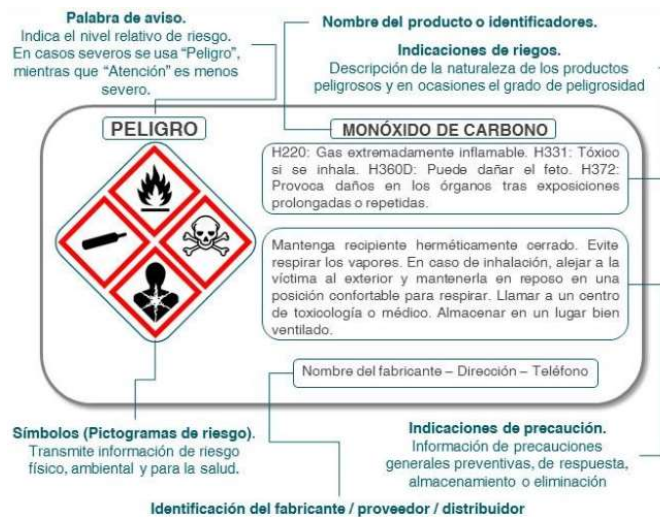 Palabra de aviso.
Indica el nivel relativo de riesgo.
En casos severos se usa “Peligro”,
mientras que “Atención” es menos
severo.
Nombre del producto o identificadores.
Indicaciones de riegos.
Descripción de la naturaleza de los productos
peligrosos y en ocasiones el grado de peligrosidad
PELIGRO
MONÓXIDO DE CARBONO
H220: Gas extremadamente inflamable. H331: Tóxico
si se inhala. H360D: Puede dañar el feto. H372:
Provoca daños en los órganos tras exposiciones
prolongadas o repetidas.
Mantenga recipiente herméticamente cerrado. Evite
respirar los vapores. En caso de inhalación, alejar a la
víctima al exterior y mantenerla en reposo en una
posición confortable para respirar. Llamar a un centro
de toxicología o médico. Almacenar en un lugar bien
ventilado.
Nombre del fabricante – Dirección – Teléfono
Símbolos (Pictogramas de riesgo).
Transmite información de riesgo
físico, ambiental y para la salud.
Indicaciones de precaución.
Información de precauciones
generales preventivas, de respuesta,
almacenamiento o eliminación
Identificación del fabricante / proveedor / distribuidor